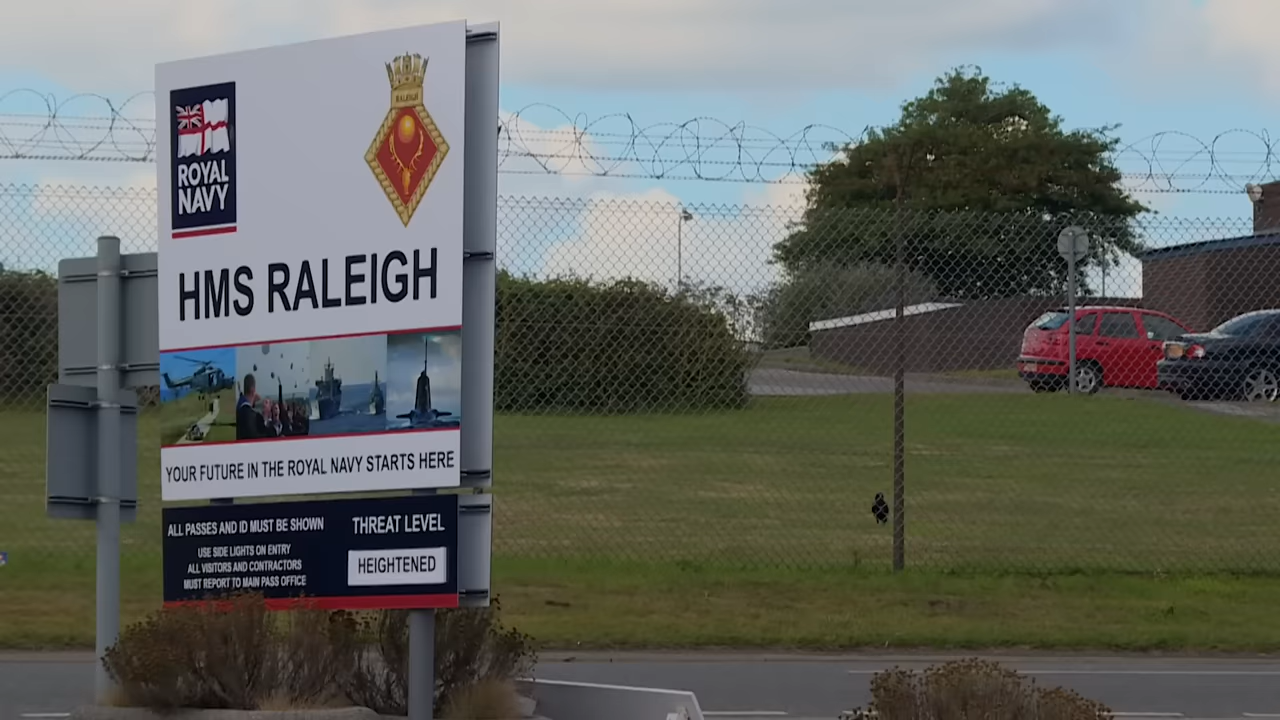 RALEIGH
ROYAL
NAVY
HMS RALEIGH
YOUR FUTURE IN THE ROYAL NAVY STARTS HERE
ALL PASSES AND ID MUST BE SHOWN
USE SIDE LIGHTS ON ENTRY
ALL VISITORS AND CONTRACTORS
MUST REPORT TO MAIN PASS OFFICE
THREAT LEVEL
HEIGHTENED